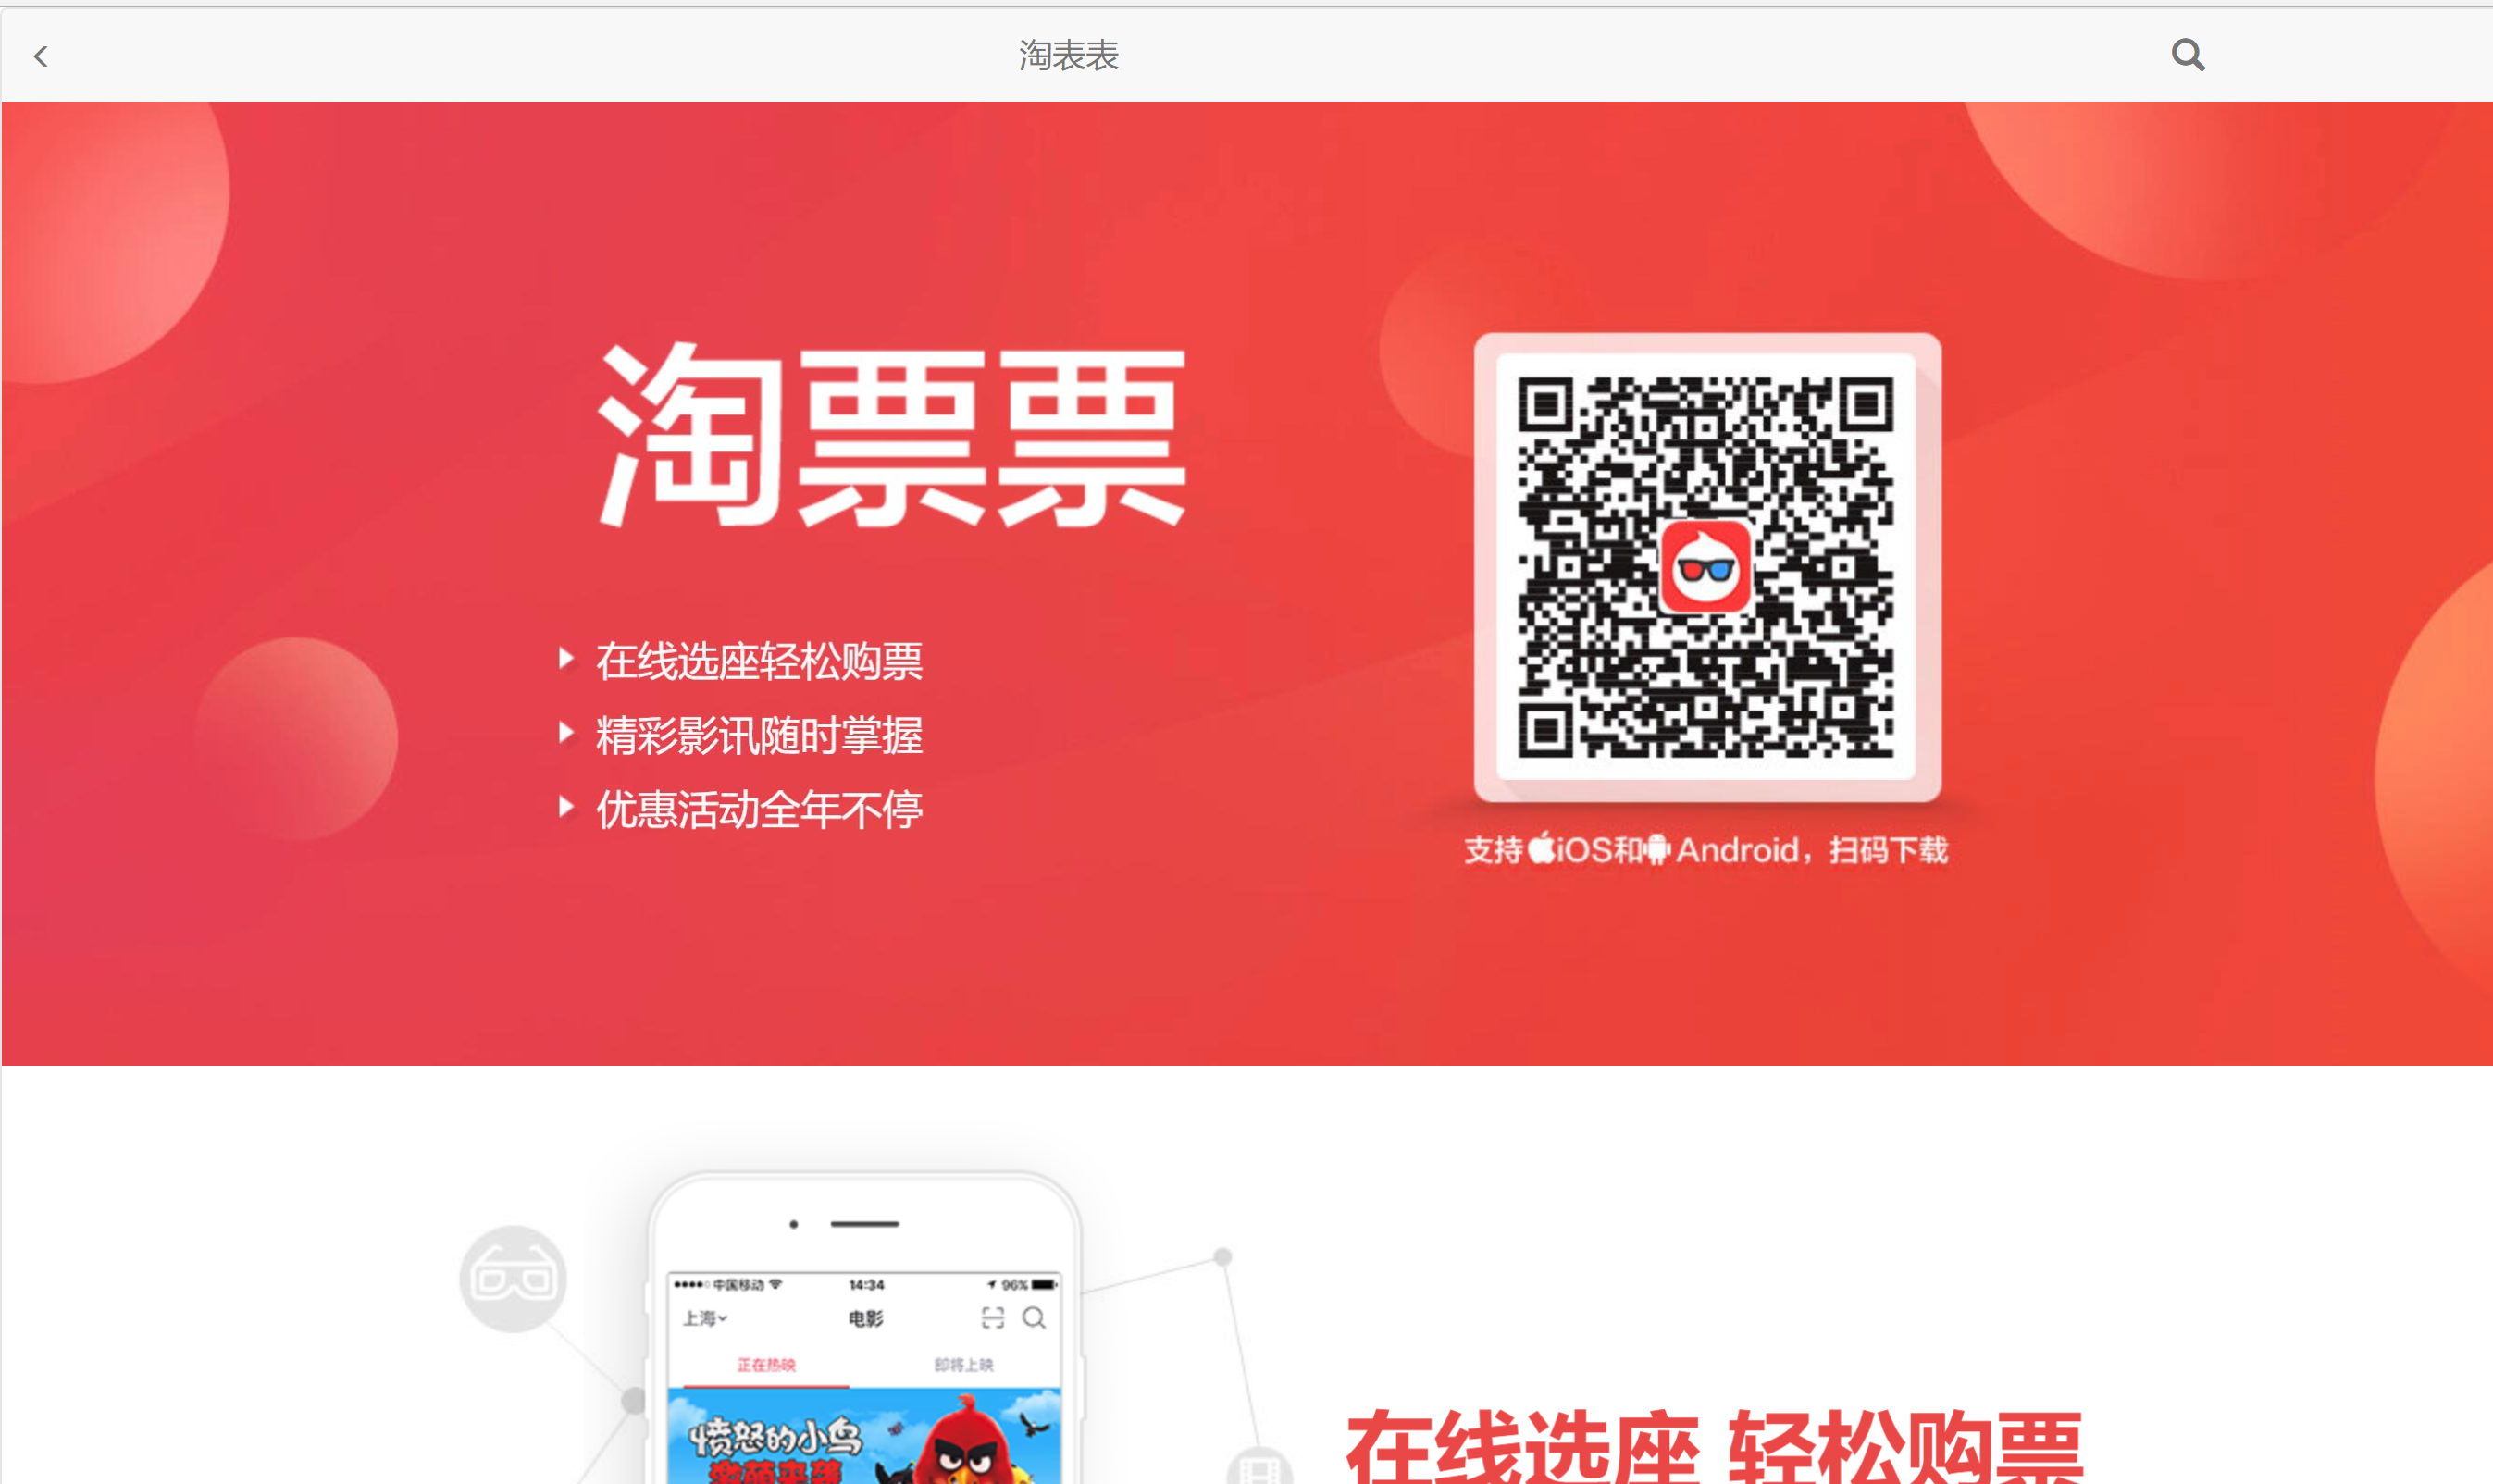 淘表表
淘票票
在线选座轻松购票
精彩影讯随时掌握
优惠活动全年不停
支持iOS和Android，扫码下载
中国移动 14:34 96%
上海 电影
正在热映 即将上映
愤怒的小鸟
嗷萌来袭
在线选座 轻松购票